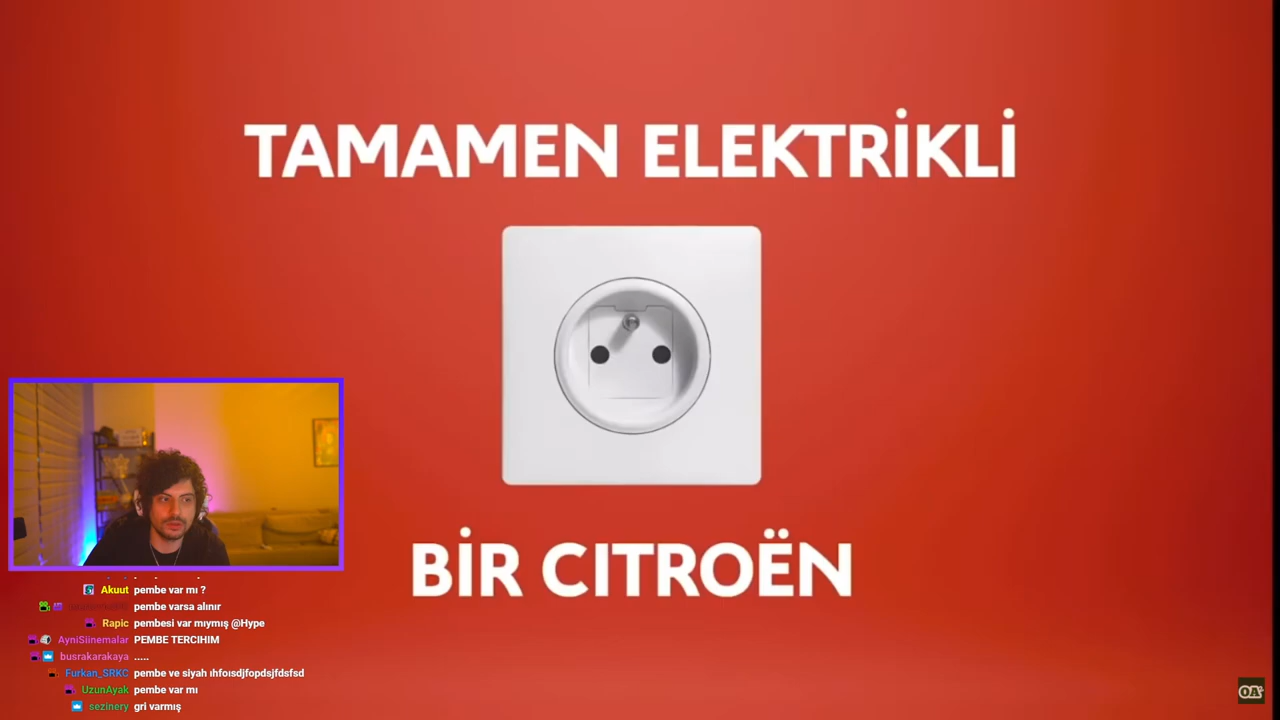 TAMAMEN ELEKTRİKLİ
BİR CITROËN
Akuut pembe var mı ?
pembe varsa alınır
Rapic pembesi var mıymış @Hype
AyniSiinemalar PEMBE TERCIHIM
busrakarakaya .....
Furkan_SRKC pembe ve siyah ıhfoısdjfopdsjfdsfsd
UzunAyak pembe var mı
sezinery gri varmış
OA